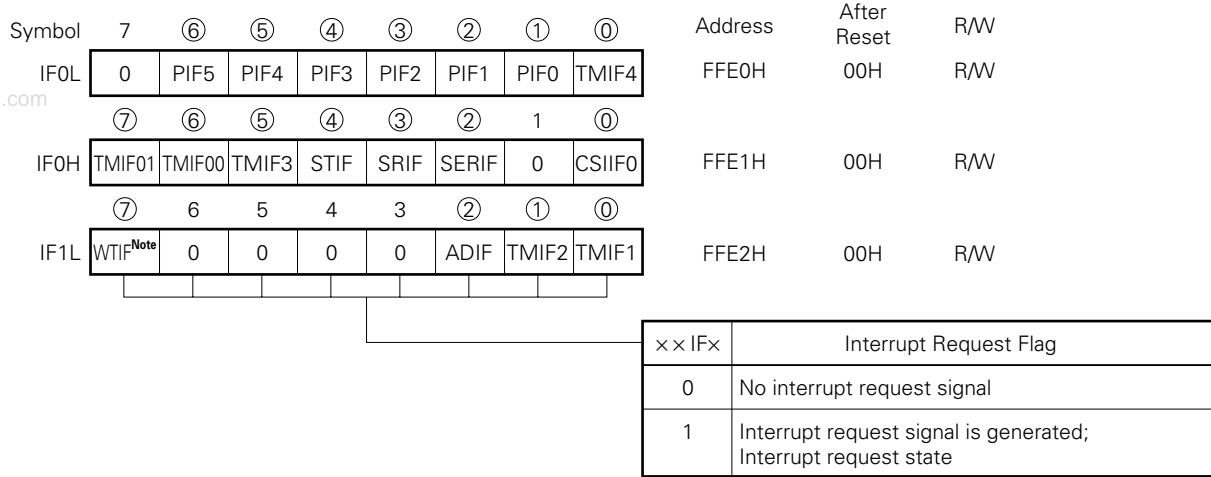 Symbol 7 ⑥ ⑤ ④ ③ ② ① ⓪ Address After Reset R/W
IF0L 0 PIF5 PIF4 PIF3 PIF2 PIF1 PIF0 TMIF4 FFE0H 00H R/W
.com
⑦ ⑥ ⑤ ④ ③ ② 1 ⓪
IF0H TMIF01 TMIF00 TMIF3 STIF SRIF SERIF 0 CSIIF0 FFE1H 00H R/W
⑦ 6 5 4 3 ② ① ⓪
IF1L WTIFNote 0 0 0 0 ADIF TMIF2 TMIF1 FFE2H 00H R/W
××IF× Interrupt Request Flag
0 No interrupt request signal
1 Interrupt request signal is generated;
Interrupt request state